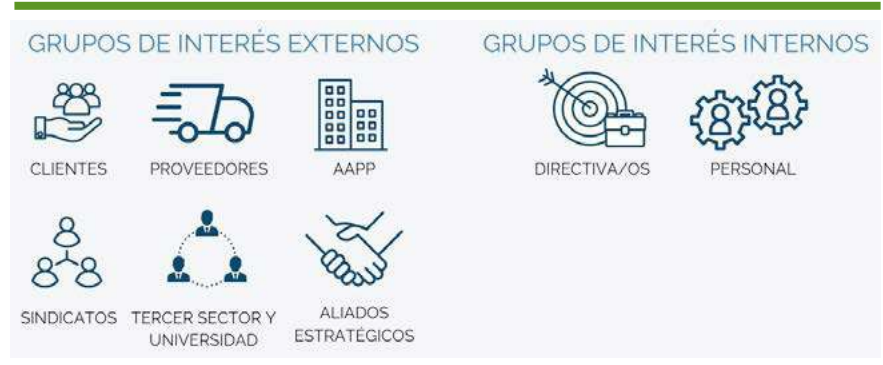 GRUPOS DE INTERÉS EXTERNOS
GRUPOS DE INTERÉS INTERNOS
CLIENTES
PROVEEDORES
AAPP
DIRECTIVA/OS
PERSONAL
SINDICATOS
TERCER SECTOR Y
UNIVERSIDAD
ALIADOS
ESTRATÉGICOS